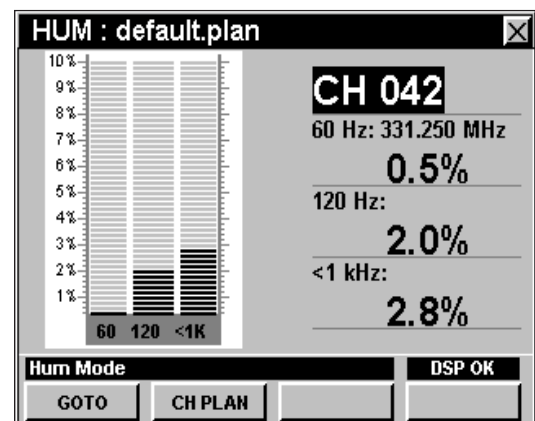 HUM : default.plan
10%
9%
8%
7%
6%
5%
4%
3%
2%
1%
60 120 <1K
CH 042
60 Hz: 331.250 MHz
0.5%
120 Hz:
2.0%
<1 kHz:
2.8%
Hum Mode DSP OK
GOTO CH PLAN